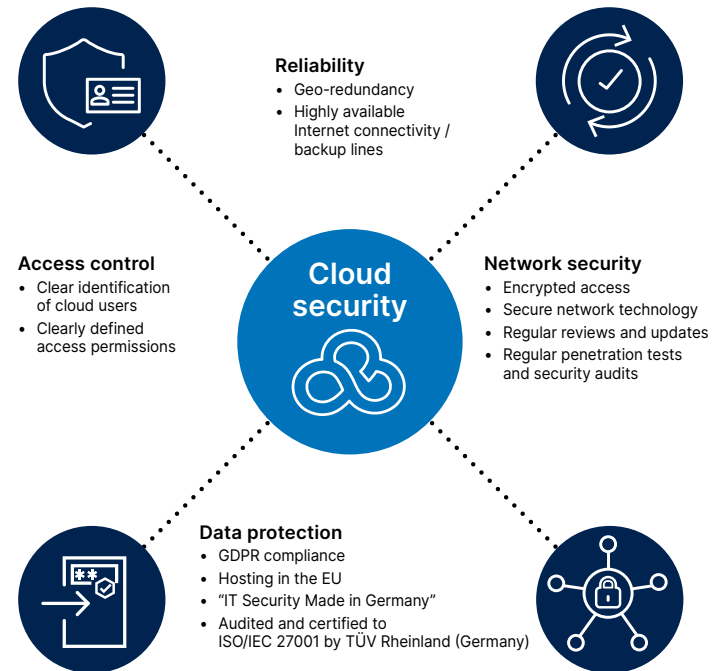 Reliability
• Geo-redundancy
• Highly available
Internet connectivity /
backup lines
Access control
• Clear identification
of cloud users
• Clearly defined
access permissions
Cloud
security
Network security
• Encrypted access
• Secure network technology
• Regular reviews and updates
• Regular penetration tests
and security audits
Data protection
• GDPR compliance
• Hosting in the EU
• “IT Security Made in Germany”
• Audited and certified to
ISO/IEC 27001 by TÜV Rheinland (Germany)
**